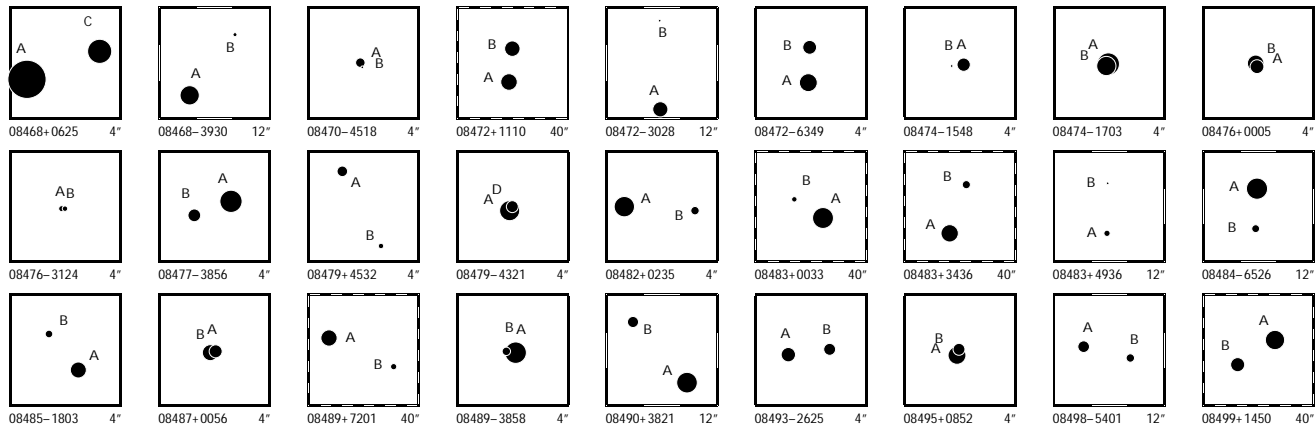 C
A
08468+0625 4″
B
A
08468−3930 12″
A
B
08470−4518 4″
B
A
08472+1110 40″
B
A
08472−3028 12″
B
A
08472−6349 4″
B A
08474−1548 4″
A
B
08474−1703 4″
B
A
08476+0005 4″
A B
08476−3124 4″
A
B
08477−3856 4″
A
B
08479+4532 4″
D
A
08479−4321 4″
A
B
08482+0235 4″
B
A
08483+0033 40″
B
A
08483+3436 40″
B
A
08483+4936 12″
A
B
08484−6526 12″
B
A
08485−1803 4″
A
B
08487+0056 4″
A
B
08489+7201 40″
B A
08489−3858 4″
B
A
08490+3821 12″
A B
08493−2625 4″
B
A
08495+0852 4″
A
B
08498−5401 12″
A
B
08499+1450 40″